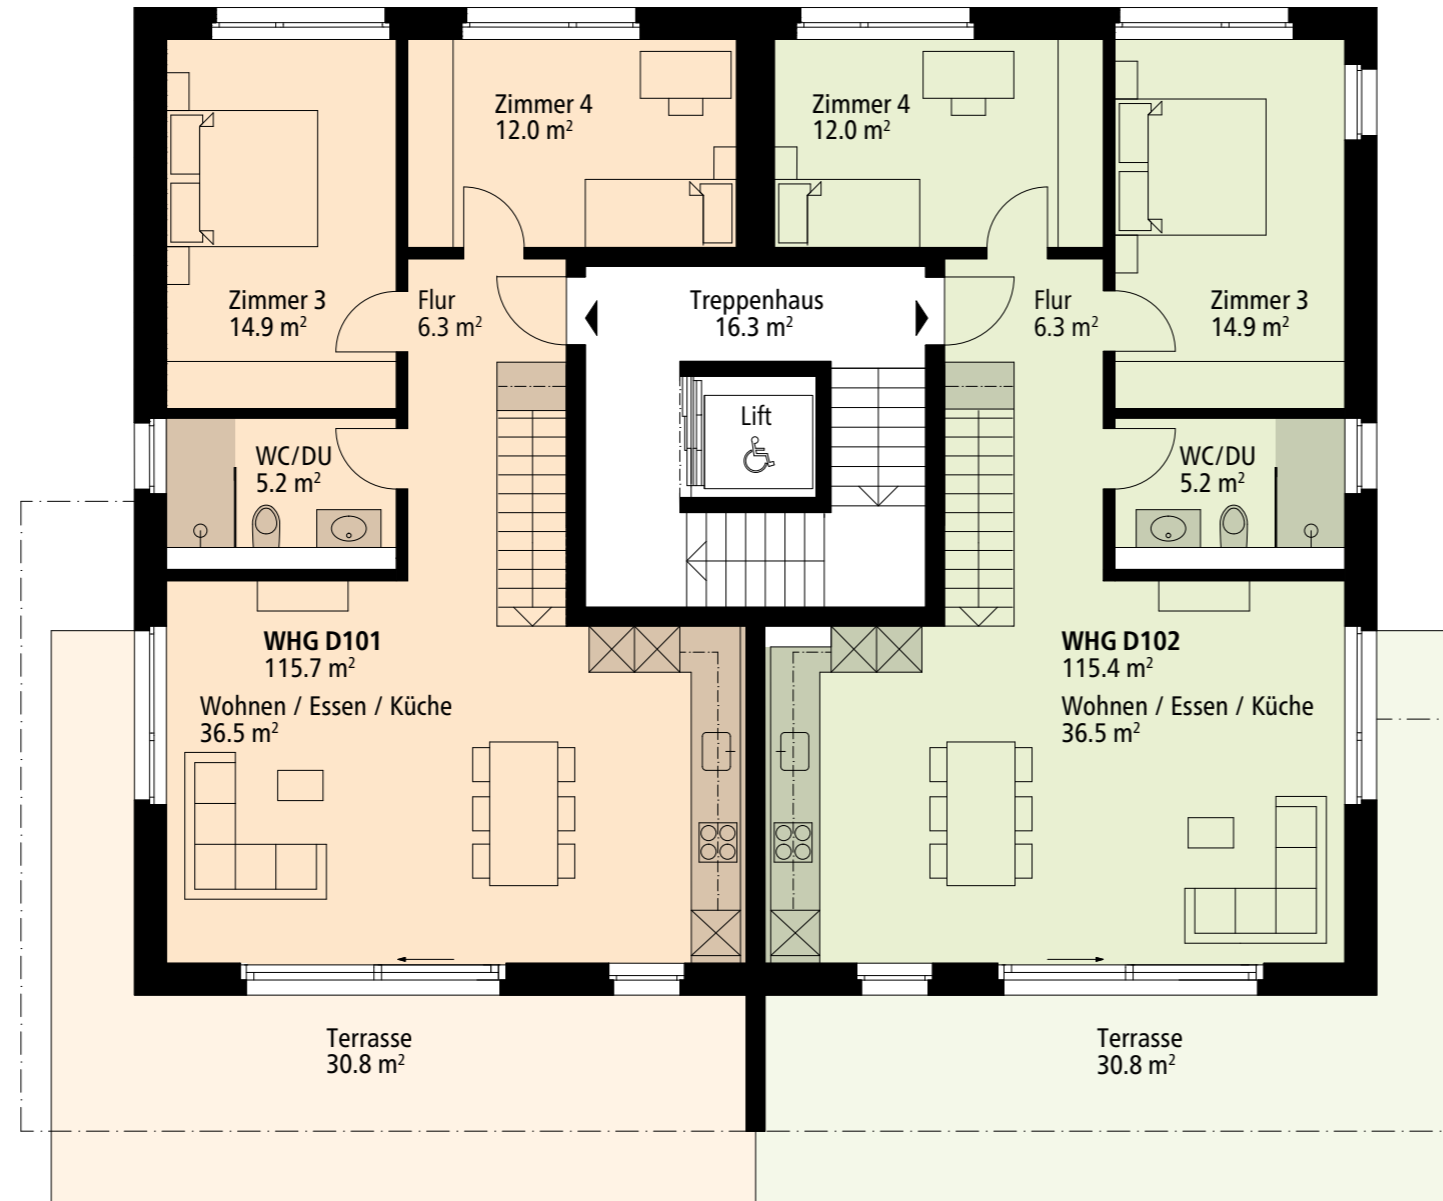 Zimmer 4
12.0 m²
Zimmer 4
12.0 m²
Zimmer 3
14.9 m²
Flur
6.3 m²
Treppenhaus
16.3 m²
Flur
6.3 m²
Zimmer 3
14.9 m²
Lift
WC/DU
5.2 m²
WC/DU
5.2 m²
WHG D101
115.7 m²
Wohnen / Essen / Küche
36.5 m²
WHG D102
115.4 m²
Wohnen / Essen / Küche
36.5 m²
Terrasse
30.8 m²
Terrasse
30.8 m²